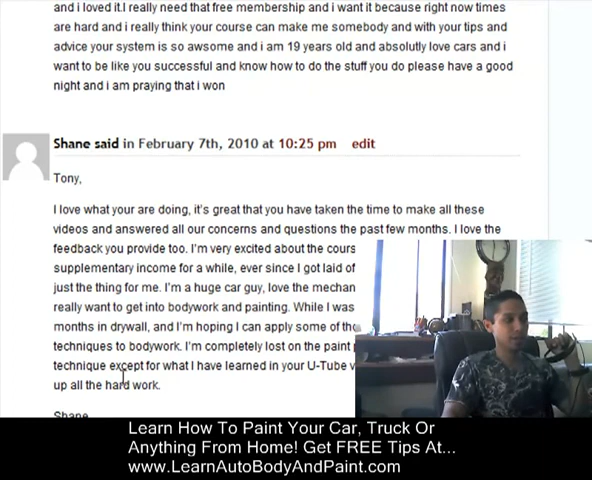 and i loved it.I really need that free membership and i want it because right now times
are hard and i really think your course can make me somebody and with your tips and
advice your system is so awsome and i am 19 years old and absolutly love cars and i
want to be like you successful and know how to do the stuff you do please have a good
night and i am praying that i won
Shane said in February 7th, 2010 at 10:25 pm edit
Tony,
I love what your are doing, it's great that you have taken the time to make all these
videos and answered all our concerns and questions the past few months. I love the
feedback you provide too. I'm very excited about the cours
supplementary income for a while, ever since I got laid of
just the thing for me. I'm a huge car guy, love the mechan
really want to get into bodywork and painting. While I was
months in drywall, and I'm hoping I can apply some of tho
techniques to bodywork. I'm completely lost on the paint
technique except for what I have learned in your U-Tube v
up all the hard work.
Shane
Learn How To Paint Your Car, Truck Or
Anything From Home! Get FREE Tips At...
www.LearnAutoBodyAndPaint.com